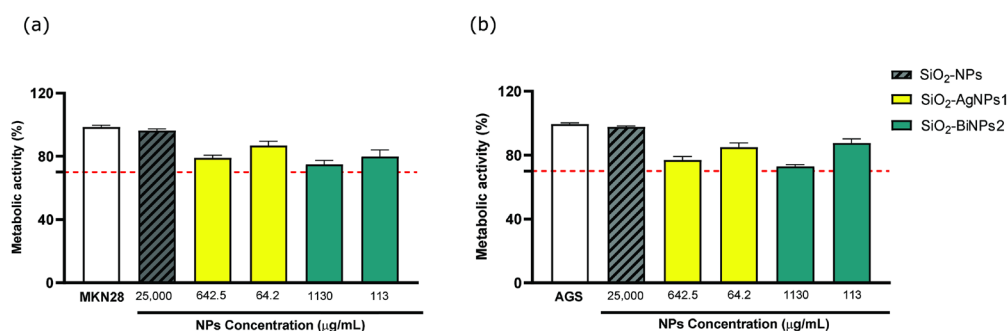 (a)
(b)
SiO2-NPs
SiO2-AgNPs1
SiO2-BiNPs2
Metabolic activity (%)
120
80
40
0
MKN28
25,000
642.5
64.2
1130
113
NPs Concentration (μg/mL)
Metabolic activity (%)
120
80
40
0
AGS
25,000
642.5
64.2
1130
113
NPs Concentration (μg/mL)